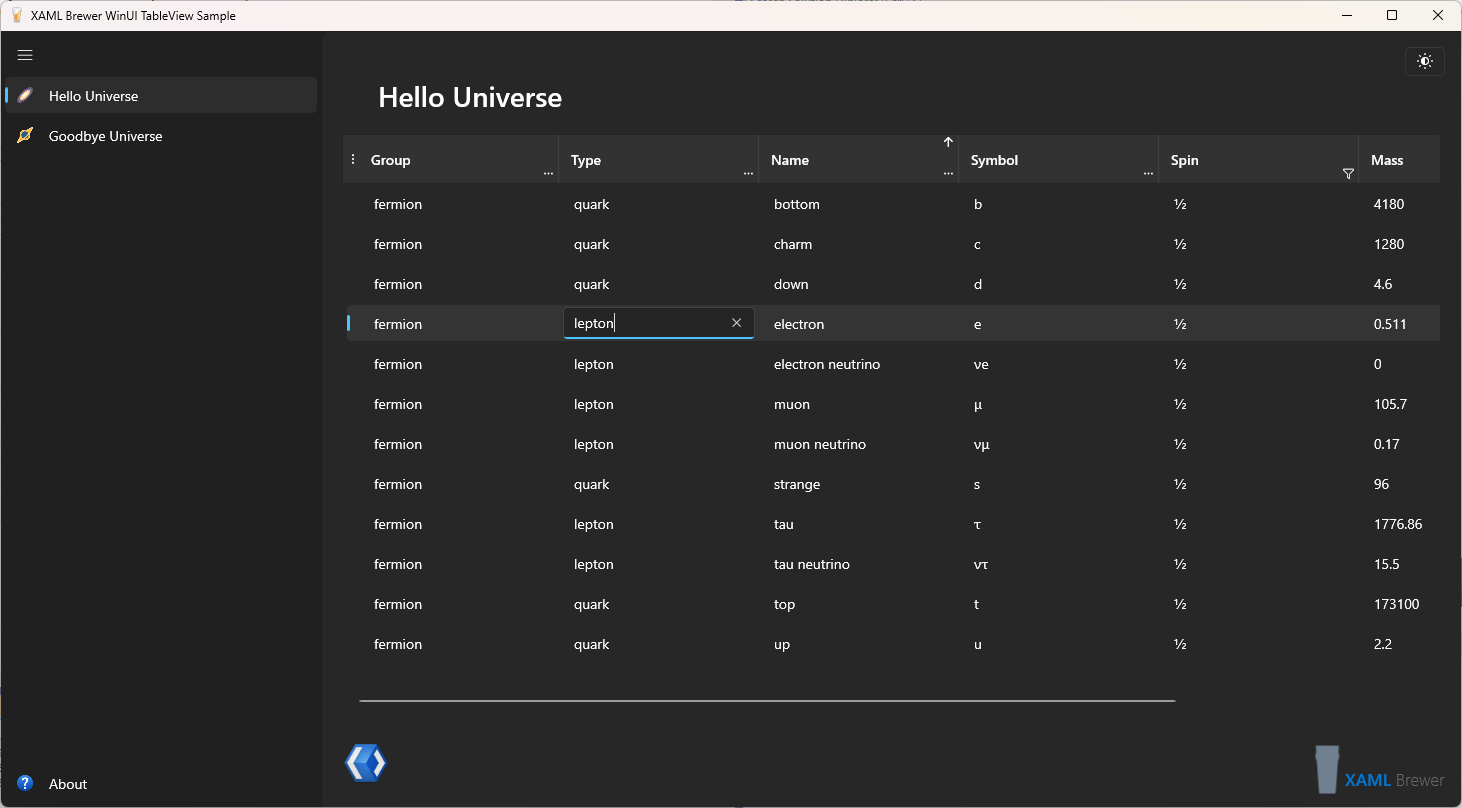 XAML Brewer WinUI TableView Sample
Hello Universe
Goodbye Universe
Hello Universe
Group Type Name Symbol Spin Mass
fermion quark bottom b ½ 4180
fermion quark charm c ½ 1280
fermion quark down d ½ 4.6
fermion lepton electron e ½ 0.511
fermion lepton electron neutrino νe ½ 0
fermion lepton muon μ ½ 105.7
fermion lepton muon neutrino νμ ½ 0.17
fermion quark strange s ½ 96
fermion lepton tau τ ½ 1776.86
fermion lepton tau neutrino ντ ½ 15.5
fermion quark top t ½ 173100
fermion quark up u ½ 2.2
? About
XAML Brewer